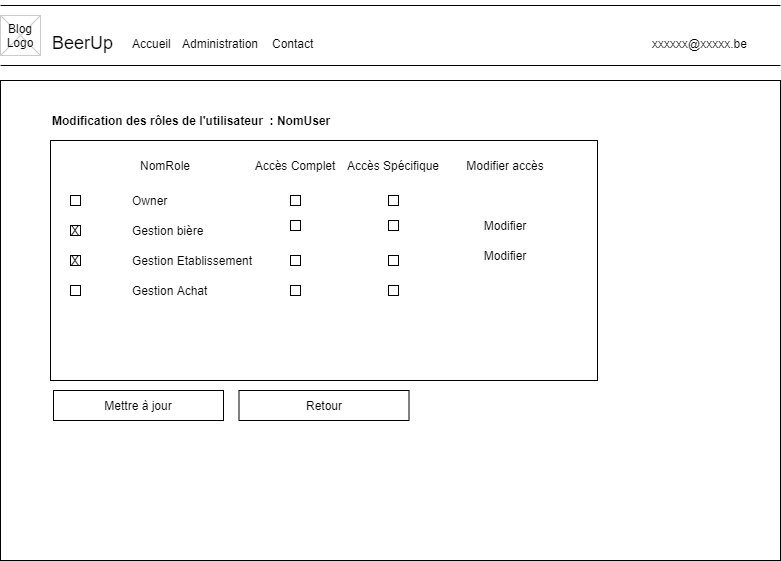 Blog
Logo
BeerUp Accueil Administration Contact xxxxxx@xxxxx.be
Modification des rôles de l'utilisateur : NomUser
NomRole Accès Complet Accès Spécifique Modifier accès
Owner
X Gestion bière Modifier
X Gestion Etablissement Modifier
Gestion Achat
Mettre à jour Retour